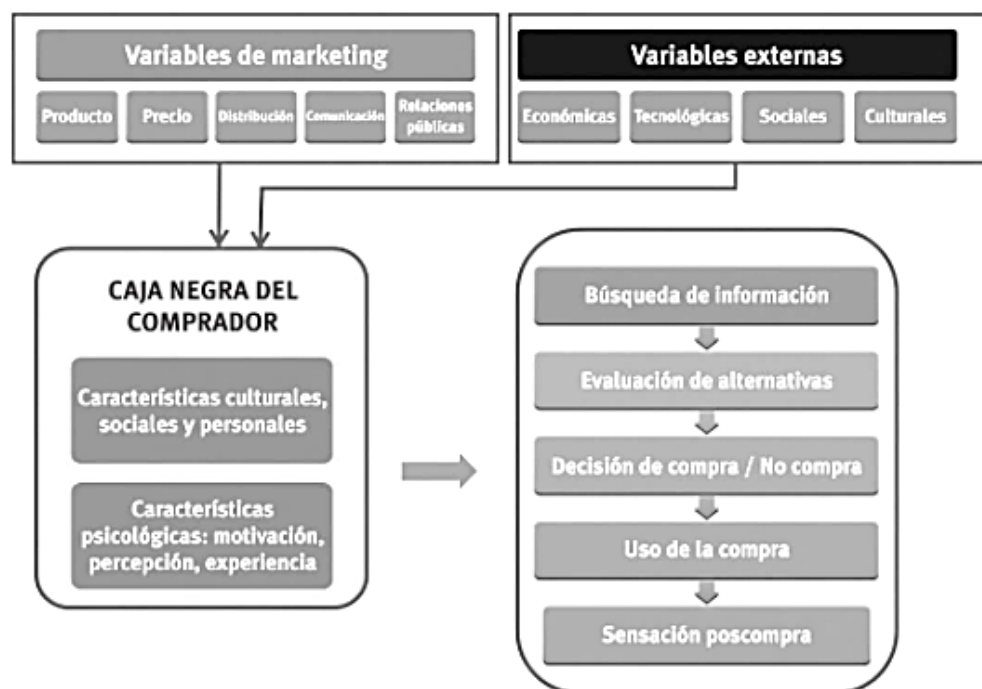 Variables de marketing
Producto
Precio
Distribución
Comunicación
Relaciones
públicas
Variables externas
Económicas
Tecnológicas
Sociales
Culturales
CAJA NEGRA DEL
COMPRADOR
Características culturales,
sociales y personales
Características
psicológicas: motivación,
percepción, experiencia
Búsqueda de información
Evaluación de alternativas
Decisión de compra / No compra
Uso de la compra
Sensación poscompra